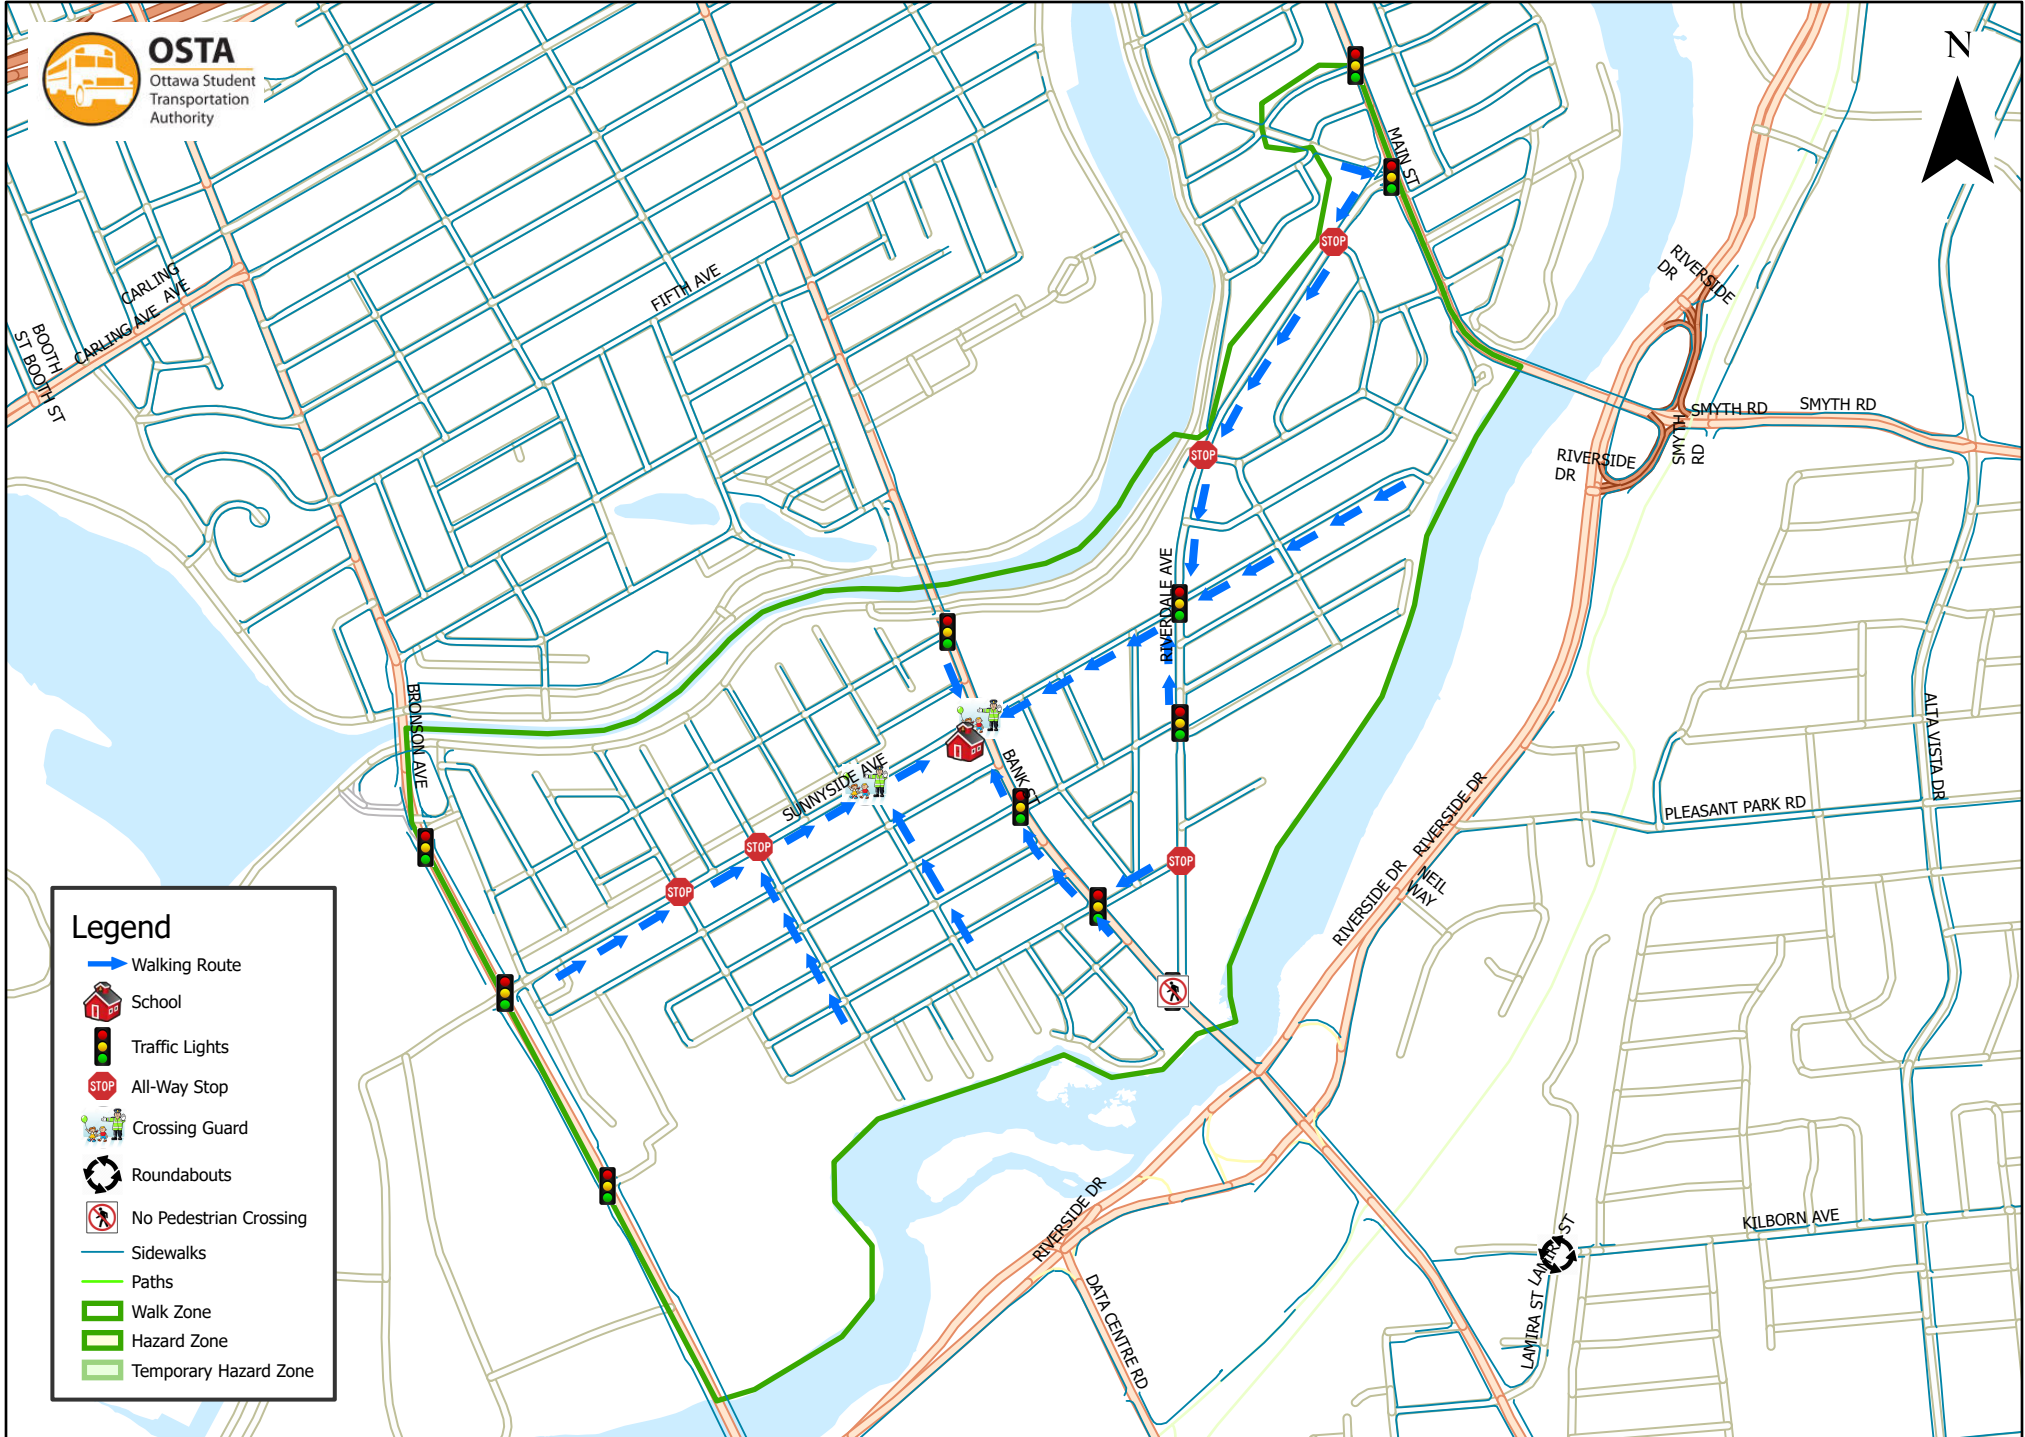 OSTA
Ottawa Student
Transportation
Authority
N
MAIN ST
CARLING
AVE
CARLING AVE
BOOTH
ST
BOOTH ST
FIFTH AVE
RIVERSIDE
DR
SMYTH RD
SMYTH RD
SMYTH
RD
RIVERSIDE
DR
RIVERDALE AVE
BRONSON AVE
SUNNYSIDE AVE
BANK ST
ALTA VISTA DR
PLEASANT PARK RD
RIVERSIDE DR
RIVERSIDE DR
NEIL
WAY
RIVERSIDE DR
DATA CENTRE RD
KILBORN AVE
LAMIRA ST
LAMIRA ST
STOP
STOP
STOP
STOP
STOP
Legend
Walking Route
School
Traffic Lights
STOP
All-Way Stop
Crossing Guard
Roundabouts
No Pedestrian Crossing
Sidewalks
Paths
Walk Zone
Hazard Zone
Temporary Hazard Zone